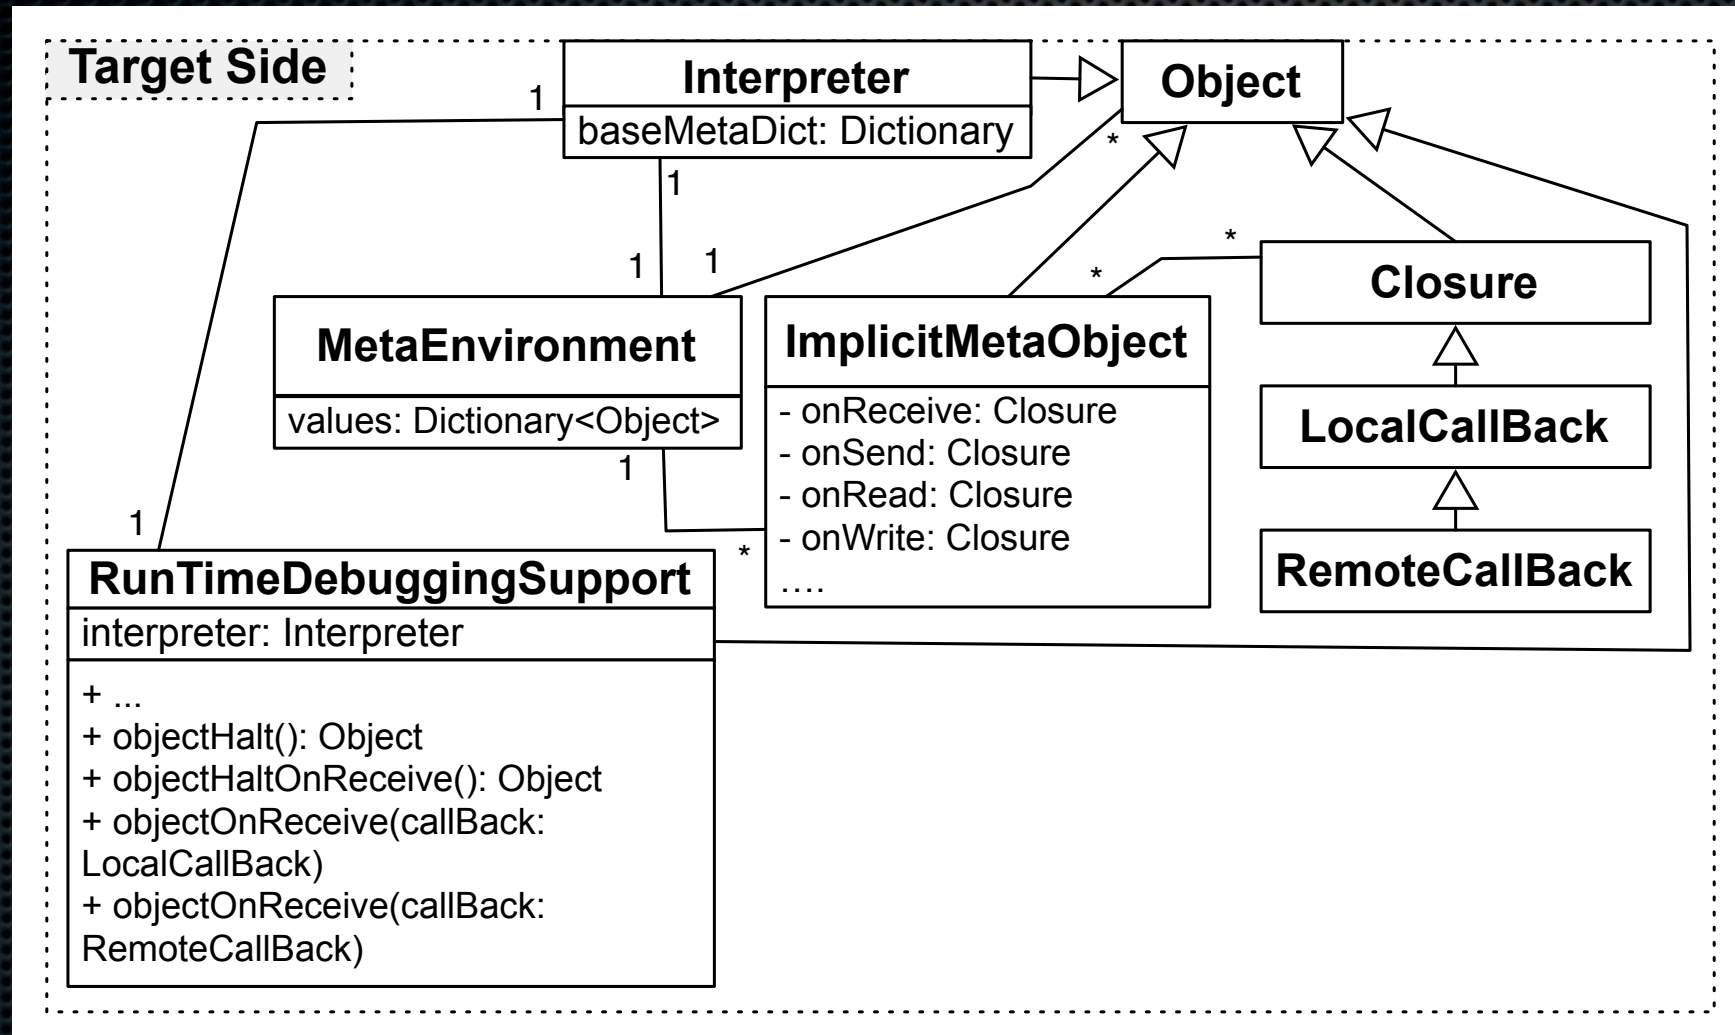 Target Side
Interpreter
baseMetaDict: Dictionary
Object
1
*
1
1
1
*
*
Closure
MetaEnvironment
values: Dictionary<Object>
ImplicitMetaObject
- onReceive: Closure
- onSend: Closure
- onRead: Closure
- onWrite: Closure
....
LocalCallBack
RemoteCallBack
1
*
1
RunTimeDebuggingSupport
interpreter: Interpreter
+ ...
+ objectHalt(): Object
+ objectHaltOnReceive(): Object
+ objectOnReceive(callBack:
LocalCallBack)
+ objectOnReceive(callBack:
RemoteCallBack)